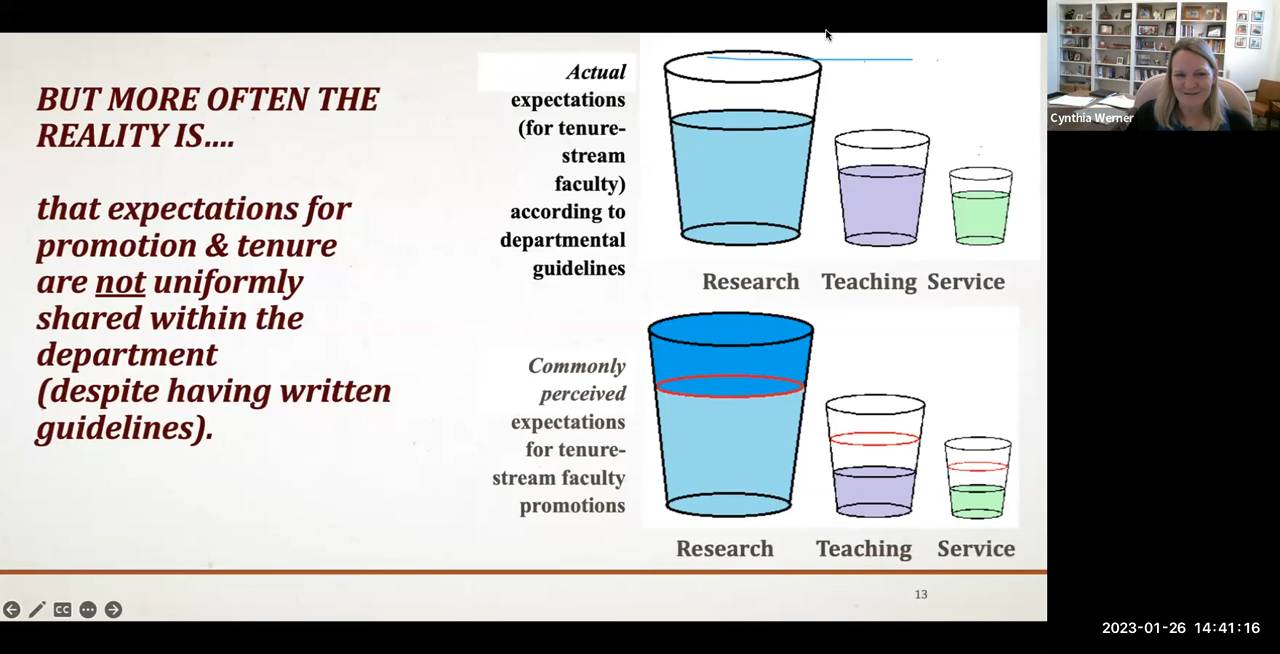 BUT MORE OFTEN THE
REALITY IS....
that expectations for
promotion & tenure
are not uniformly
shared within the
department
(despite having written
guidelines).
Actual
expectations
(for tenure-
stream
faculty)
according to
departmental
guidelines
Research Teaching Service
Commonly
perceived
expectations
for tenure-
stream faculty
promotions
Research Teaching Service
13
CC
Cynthia Werner
2023-01-26 14:41:16